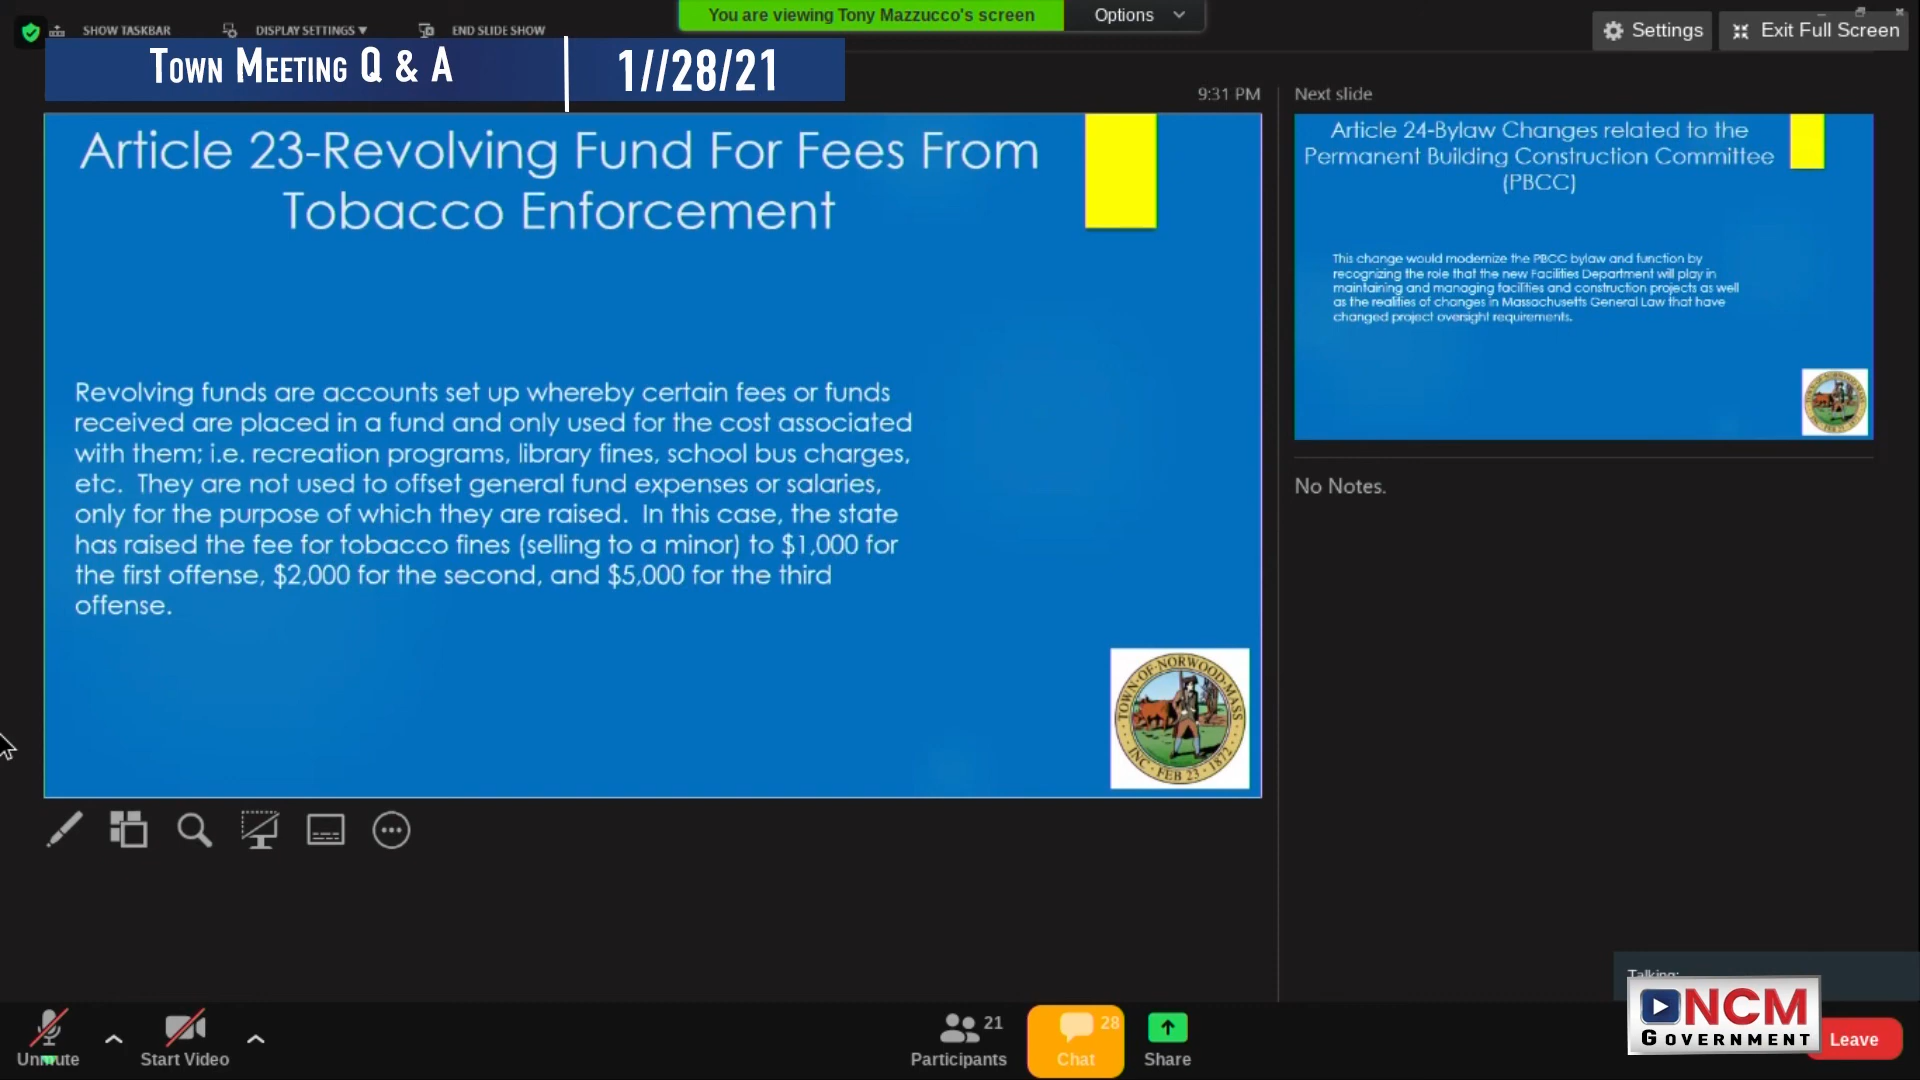 SHOW TASKBAR
DISPLAY SETTINGS ▼
END SLIDE SHOW
You are viewing Tony Mazzucco's screen
Options
Settings
Exit Full Screen
TOWN MEETING Q & A
1//28/21
9:31 PM
Next slide
Article 23-Revolving Fund For Fees From
Tobacco Enforcement
Revolving funds are accounts set up whereby certain fees or funds
received are placed in a fund and only used for the cost associated
with them; i.e. recreation programs, library fines, school bus charges,
etc. They are not used to offset general fund expenses or salaries,
only for the purpose of which they are raised. In this case, the state
has raised the fee for tobacco fines (selling to a minor) to $1,000 for
the first offense, $2,000 for the second, and $5,000 for the third
offense.
TOWN·OF·NORWOOD·MASS
INC·FEB 23·1872
Article 24-Bylaw Changes related to the
Permanent Building Construction Committee
(PBCC)
This change would modernize the PBCC bylaw and function by
recognizing the role that the new Facilities Department will play in
maintaining and managing facilities and construction projects as well
as the realities of changes in Massachusetts General Law that have
changed project oversight requirements.
No Notes.
Talking:
NCM
GOVERNMENT
Unmute
Start Video
21
Participants
28
Chat
Share
Leave